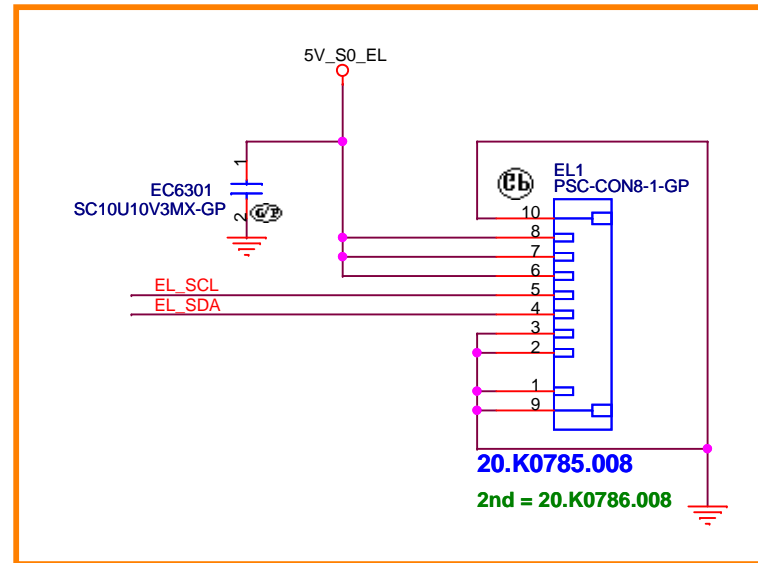 5V_S0_EL
1
EC6301
SC10U10V3MX-GP
2
G/P
EL1
PSC-CON8-1-GP
10
8
7
6
5
4
3
2
1
9
EL_SCL
EL_SDA
20.K0785.008
2nd = 20.K0786.008